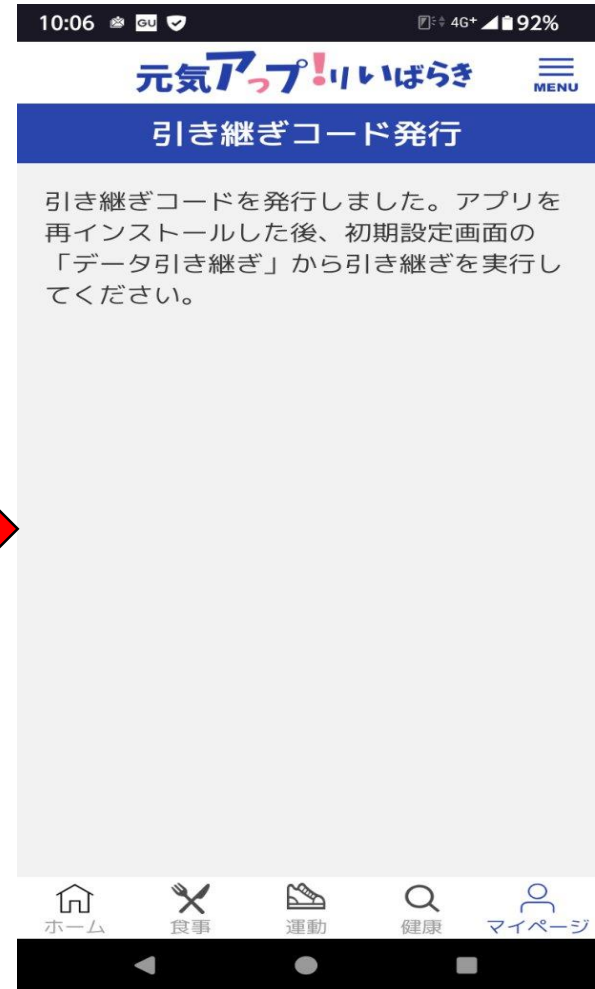 10:06 GU 4G+ 92%
元気アっプ!リいばらき
MENU
引き継ぎコード発行
引き継ぎコードを発行しました。アプリを
再インストールした後、初期設定画面の
「データ引き継ぎ」から引き継ぎを実行し
てください。
ホーム 食事 運動 健康 マイページ